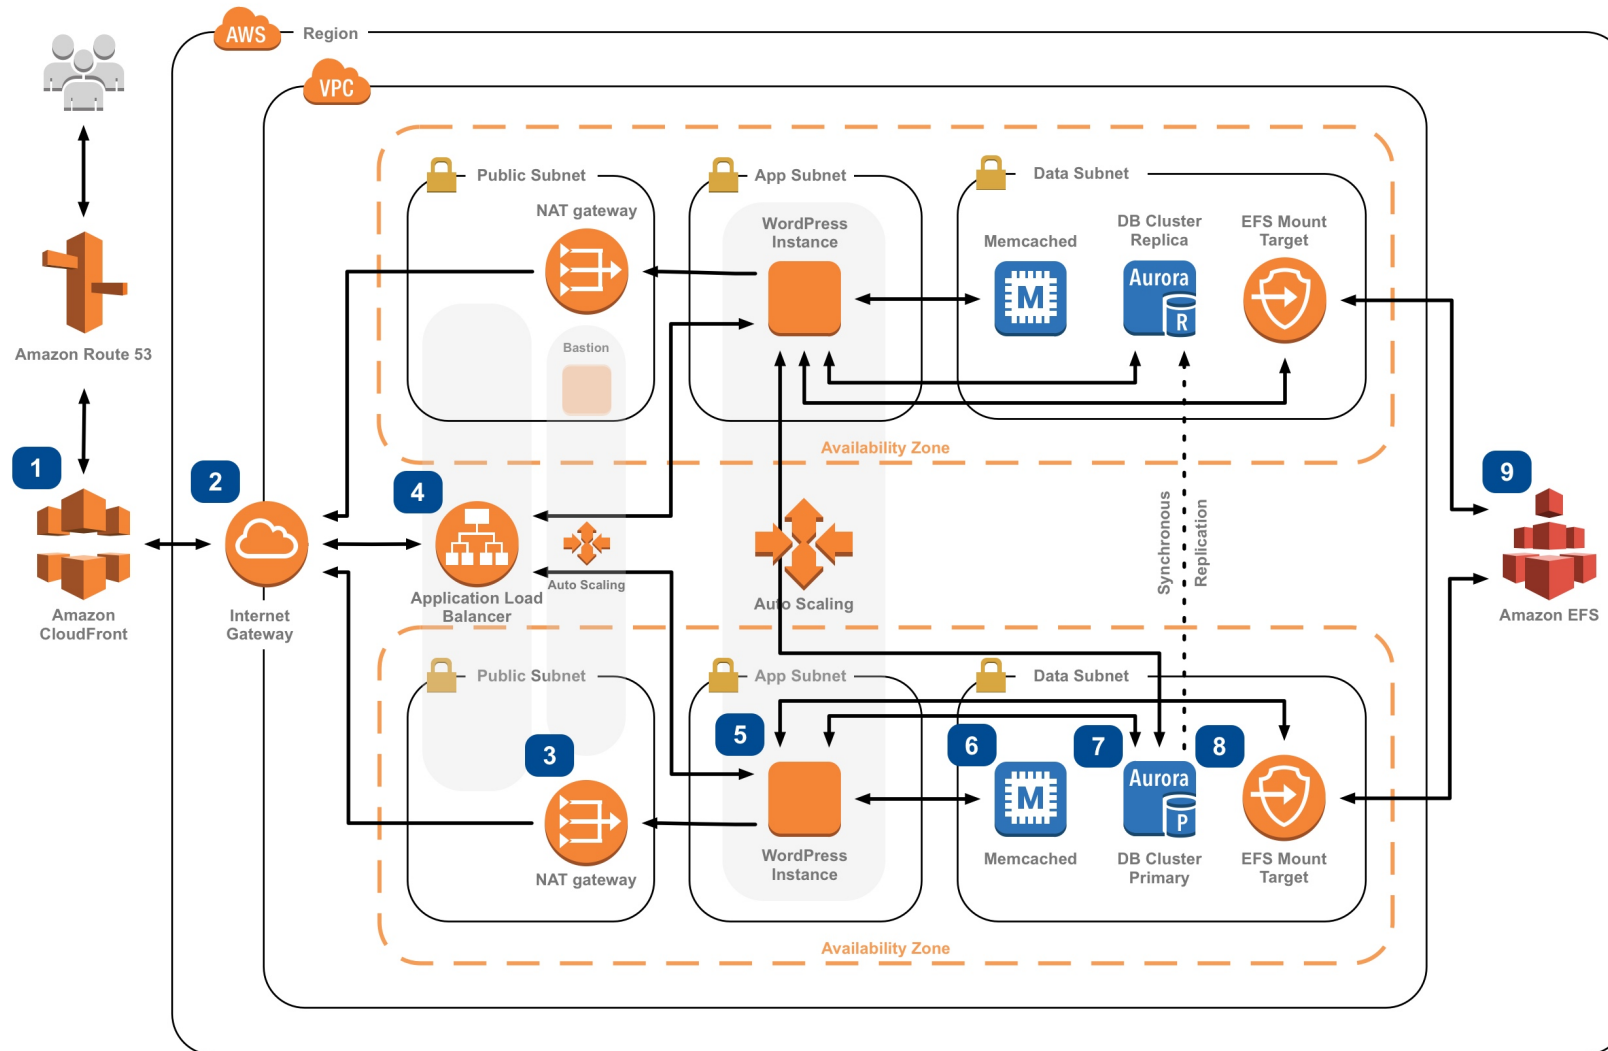 AWS
Region
VPC
Public Subnet
App Subnet
Data Subnet
NAT gateway
WordPress
Instance
Memcached
DB Cluster
Replica
EFS Mount
Target
M
Aurora
R
Amazon Route 53
Bastion
Availability Zone
1
2
4
9
Synchronous
Replication
Amazon
CloudFront
Internet
Gateway
Application Load
Balancer
Auto Scaling
Auto Scaling
Amazon EFS
Public Subnet
App Subnet
Data Subnet
3
5
6
7
8
M
Aurora
P
NAT gateway
WordPress
Instance
Memcached
DB Cluster
Primary
EFS Mount
Target
Availability Zone